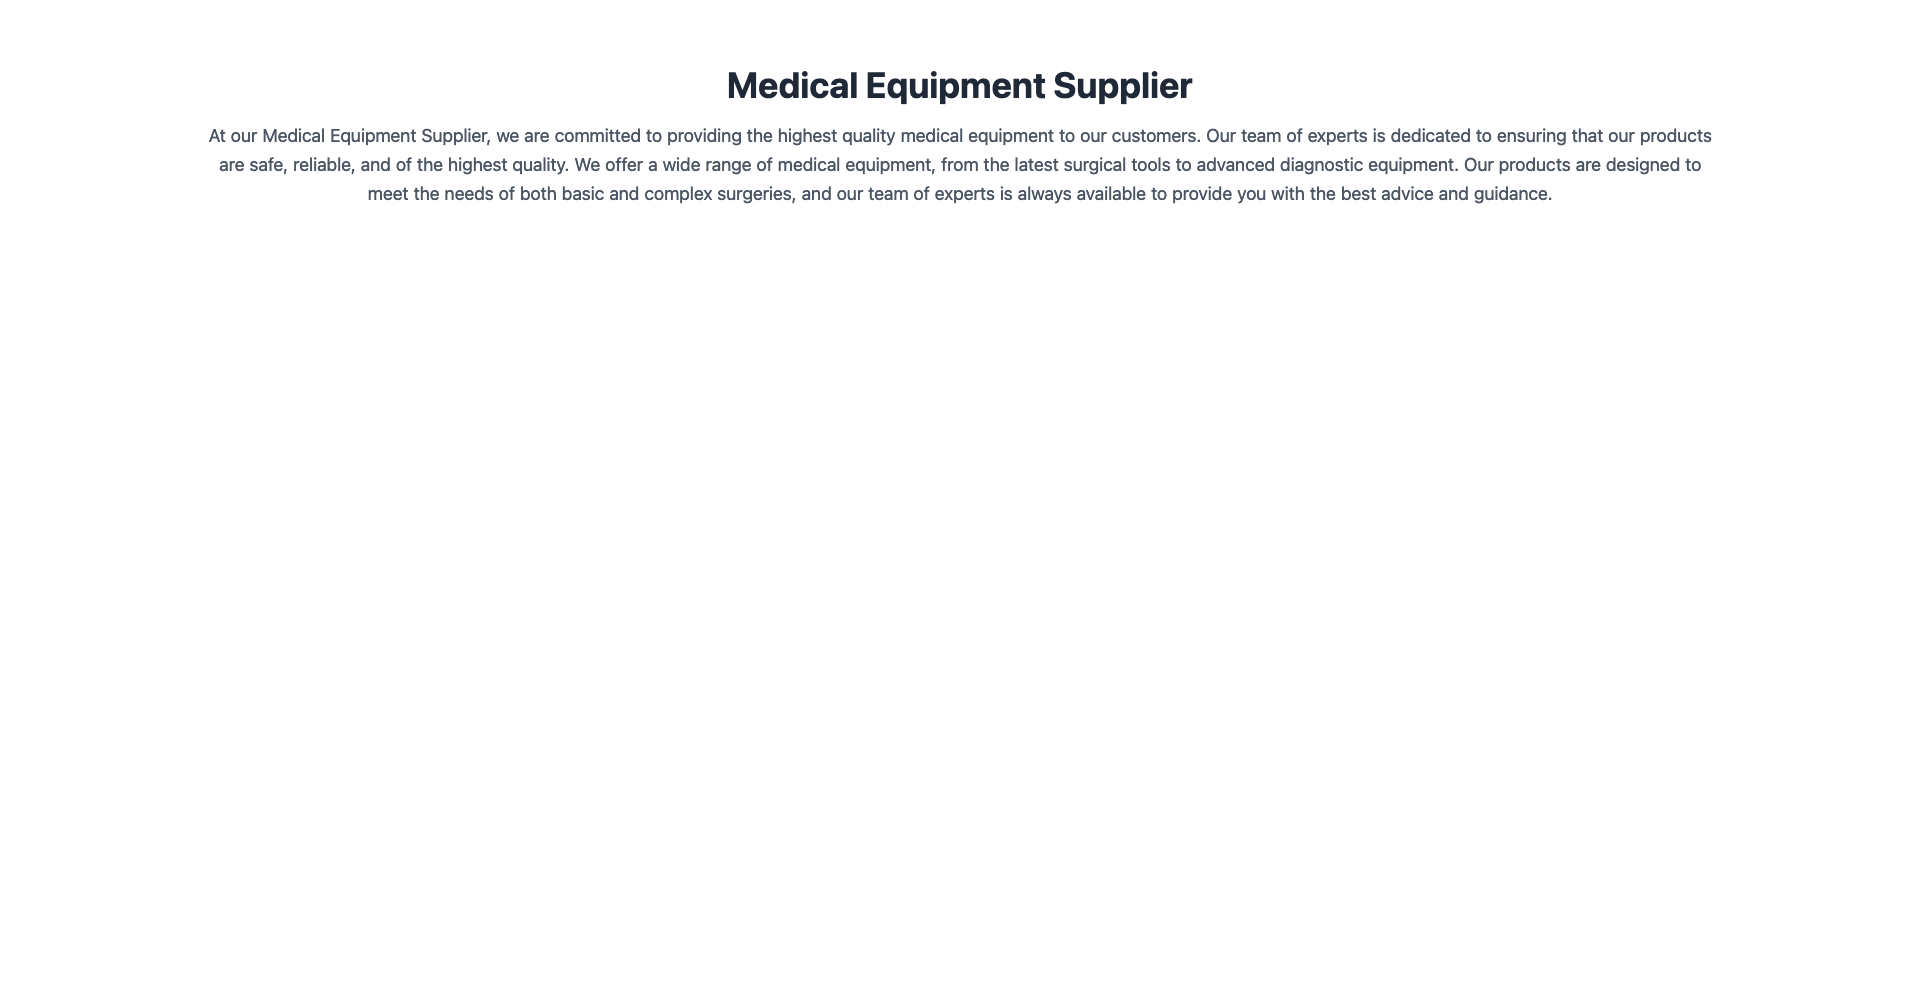 Medical Equipment Supplier
At our Medical Equipment Supplier, we are committed to providing the highest quality medical equipment to our customers. Our team of experts is dedicated to ensuring that our products
are safe, reliable, and of the highest quality. We offer a wide range of medical equipment, from the latest surgical tools to advanced diagnostic equipment. Our products are designed to
meet the needs of both basic and complex surgeries, and our team of experts is always available to provide you with the best advice and guidance.